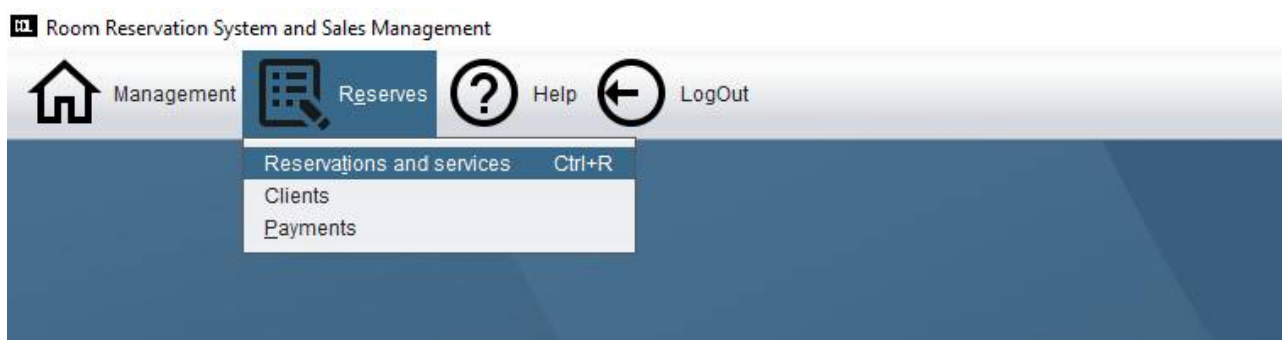 Room Reservation System and Sales Management
Management Reserves Help LogOut
Reservations and services Ctrl+R
Clients
Payments